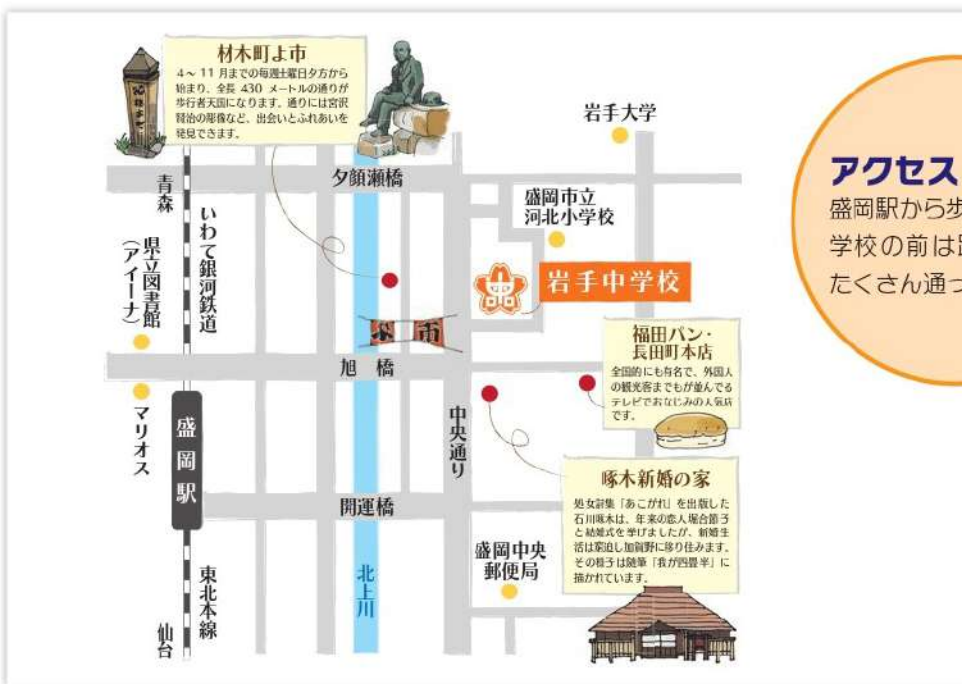 材木町よ市
4～11月までの毎週土曜日夕方から
始まり、全長 430 メートルの通りが
歩行者天国になります。通りには宮沢
賢治の彫像など、出会いとふれあいを
発見できます。
岩手大学
夕顔瀬橋
青森
いわて銀河鉄道
盛岡市立
河北小学校
県立図書館
(アイーナ)
岩手中学校
市
旭橋
福田パン・
長田町本店
全国的にも有名で、外国人
の観光客までもが並んでる
テレビでおなじみの人気店
です。
マリオス
盛岡駅
中央通り
啄木新婚の家
処女詩集「あこがれ」を出版した
石川啄木は、年来の恋人堀合節子
と結婚式を挙げましたが、新婚生
活は窮迫し加賀野に移り住みます。
その様子は随筆「我が四畳半」に
描かれています。
開運橋
盛岡中央
郵便局
北上川
東北本線
仙台
アクセス
盛岡駅から歩
学校の前は
たくさん通っ